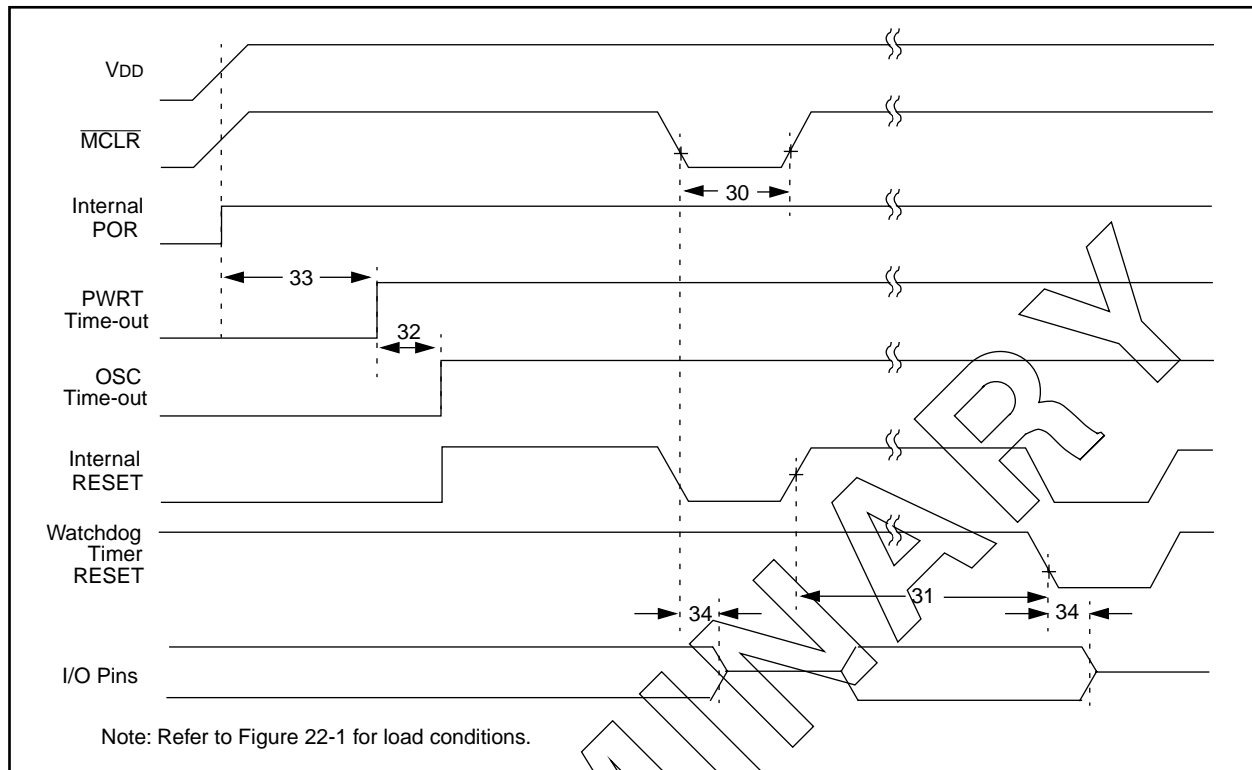 VDD
MCLR
Internal
POR
30
33
PWRT
Time-out
32
OSC
Time-out
Internal
RESET
Watchdog
Timer
RESET
31
34
34
I/O Pins
Note: Refer to Figure 22-1 for load conditions.
MINARY